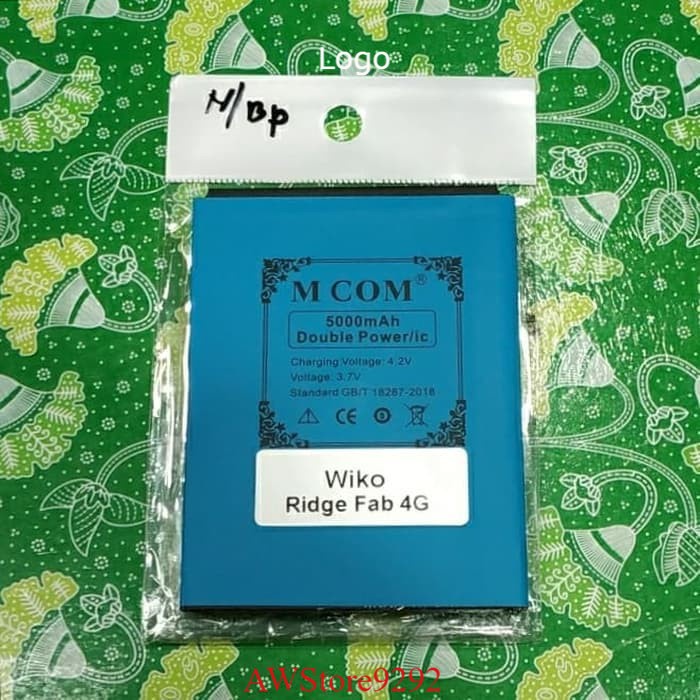 Logo
N/Bp
M COM®
5000mAh
Double Power/ic
Charging Voltage: 4.2V
Voltage: 3.7V
Standard GB/T 18287-2018
CE
Wiko
Ridge Fab 4G
AWStore9292